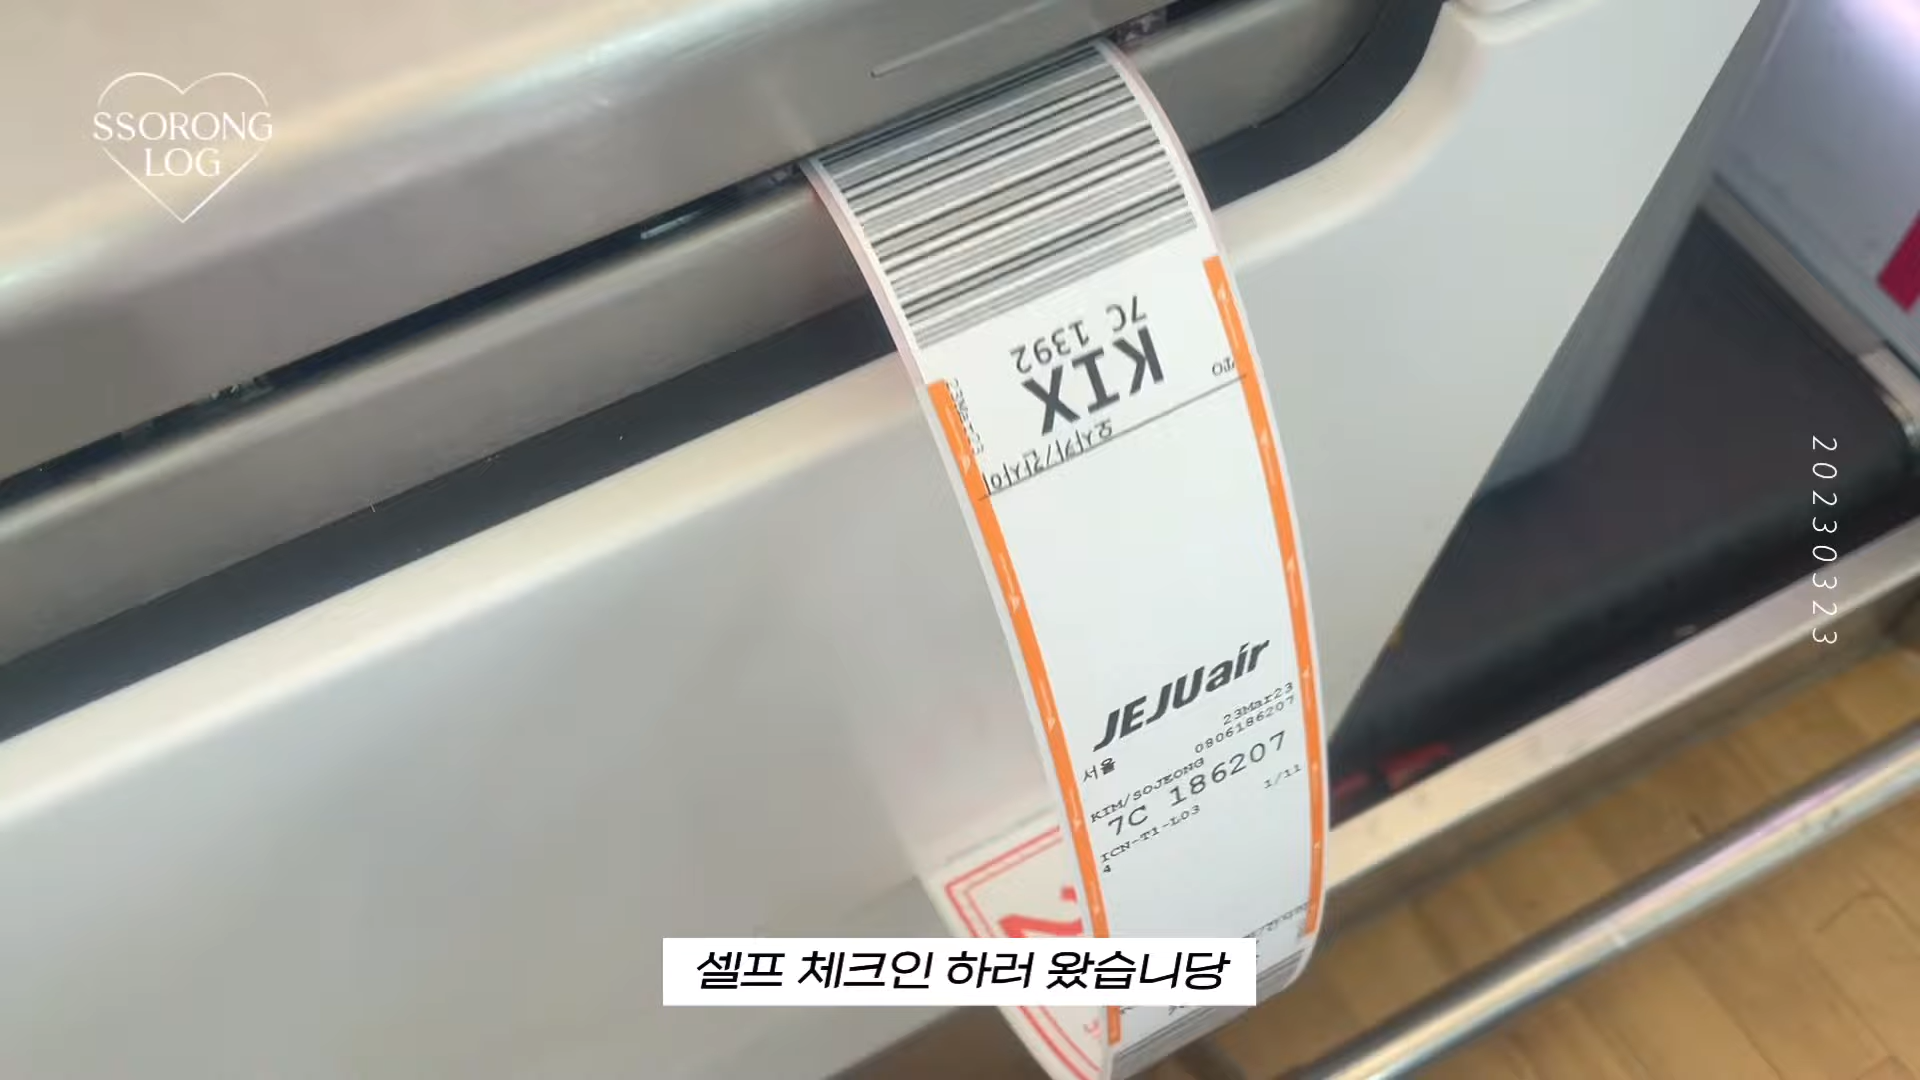 SSORONG
LOG
7C 1392
KIX
TO
오사카/간사이
23Mar23
JEJUair
23Mar23
0806186207
서울
KIM/SOJEONG
7C 186207
1/11
ICN-T1-L03
4
20230323
셀프 체크인 하러 왔습니당